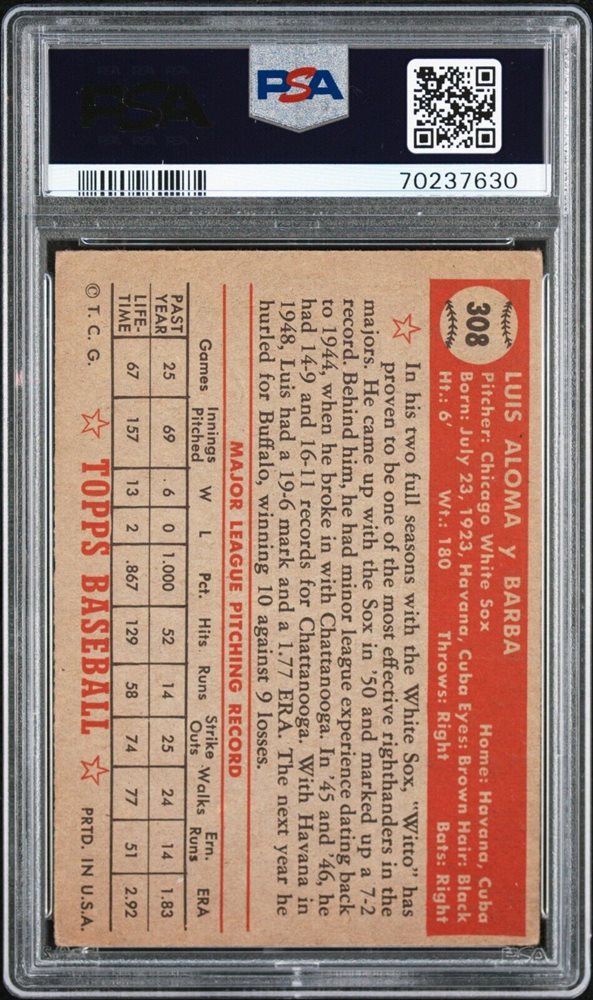 PSA
PSA
70237630
308
LUIS ALOMA y BARBA
Pitcher: Chicago White Sox Home: Havana, Cuba
Born: July 23, 1923, Havana, Cuba Eyes: Brown Hair: Black
Ht.: 6' Wt.: 180 Throws: Right Bats: Right
In his two full seasons with the White Sox, "Witto" has
proven to be one of the most effective righthanders in the
majors. He came up with the Sox in '50 and marked up a 7-2
record. Behind him, he had minor league experience dating back
to 1944, when he broke in with Chattanooga. In '45 and '46, he
had 14-9 and 16-11 records for Chattanooga. With Havana in
1948, Luis had a 19-6 mark and a 1.77 ERA. The next year he
hurled for Buffalo, winning 10 against 9 losses.
MAJOR LEAGUE PITCHING RECORD
Games Innings Pitched W L Pct. Hits Runs Strike Outs Walks Ern. Runs ERA
PAST YEAR 25 69 6 0 1.000 52 14 25 24 14 1.83
LIFE-TIME 67 157 13 2 .867 129 58 74 77 51 2.92
© T. C. G. TOPPS BASEBALL PRTD. IN U.S.A.
PSA